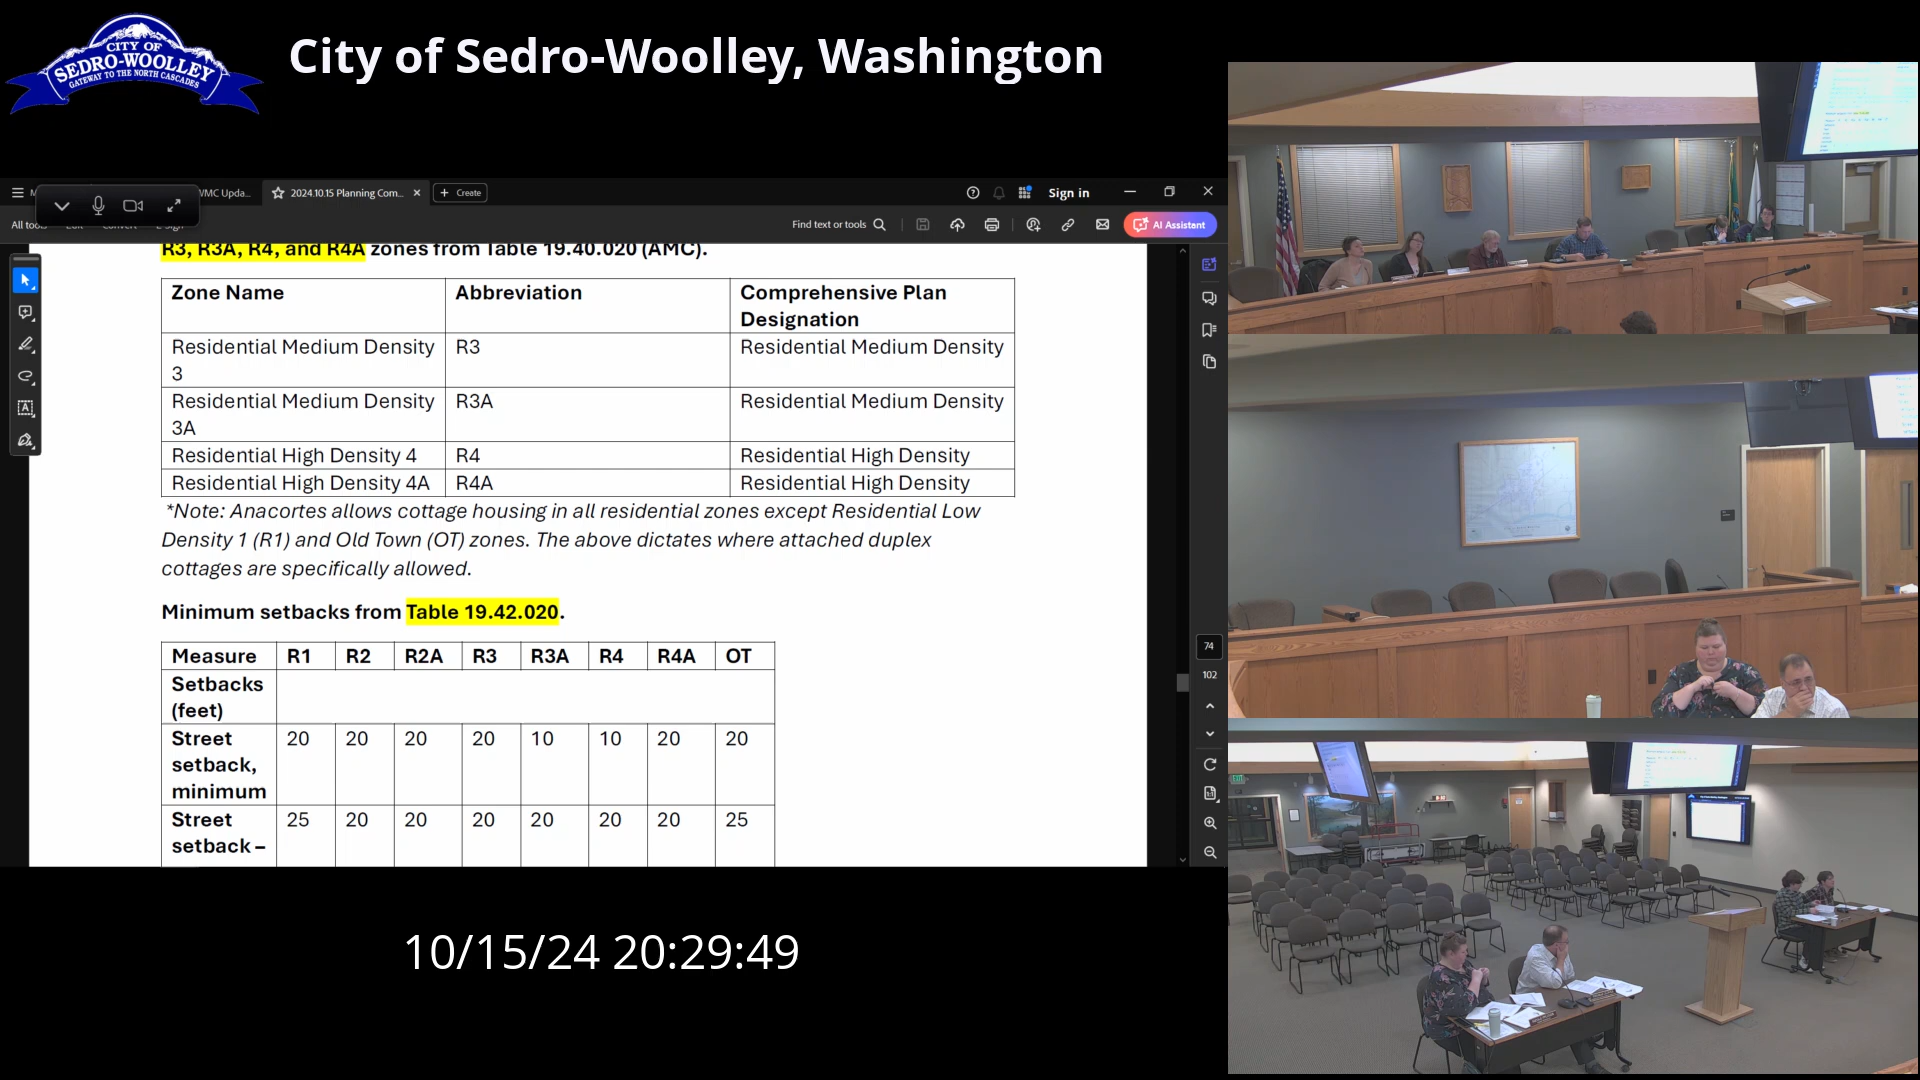 CITY OF
SEDRO-WOOLLEY
GATEWAY TO THE NORTH CASCADES
City of Sedro-Woolley, Washington
VMC Upda...
2024.10.15 Planning Com...
Create
Sign in
All tools
Convert
Find text or tools
AI Assistant
R3, R3A, R4, and R4A zones from Table 19.40.020 (AMC).
Zone Name Abbreviation Comprehensive Plan
Designation
Residential Medium Density R3 Residential Medium Density
3
Residential Medium Density R3A Residential Medium Density
3A
Residential High Density 4 R4 Residential High Density
Residential High Density 4A R4A Residential High Density
*Note: Anacortes allows cottage housing in all residential zones except Residential Low
Density 1 (R1) and Old Town (OT) zones. The above dictates where attached duplex
cottages are specifically allowed.
Minimum setbacks from Table 19.42.020.
Measure R1 R2 R2A R3 R3A R4 R4A OT
Setbacks
(feet)
Street 20 20 20 20 10 10 20 20
setback,
minimum
Street 25 20 20 20 20 20 20 25
setback –
74
102
10/15/24 20:29:49